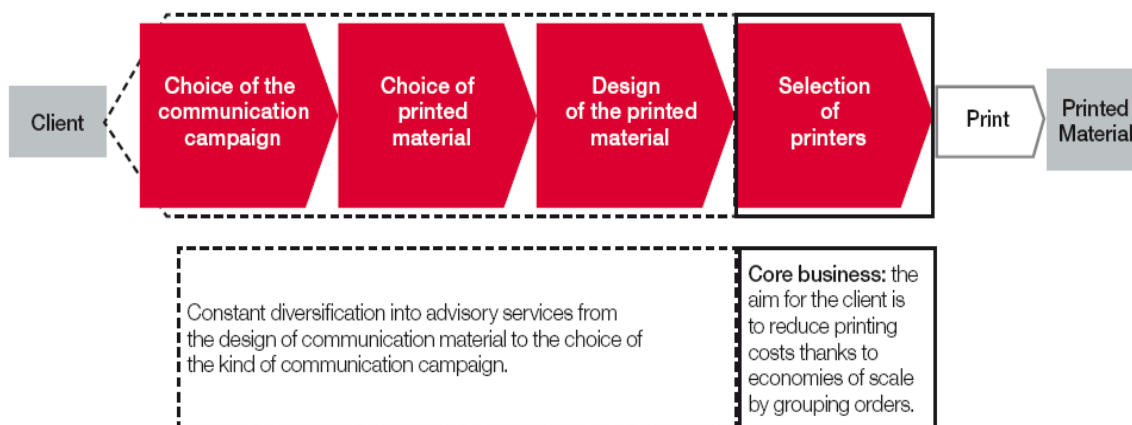 Client
Choice of the
communication
campaign
Choice of
printed
material
Design
of the printed
material
Selection
of
printers
Print
Printed
Material
Constant diversification into advisory services from
the design of communication material to the choice of
the kind of communication campaign.
Core business: the
aim for the client is
to reduce printing
costs thanks to
economies of scale
by grouping orders.